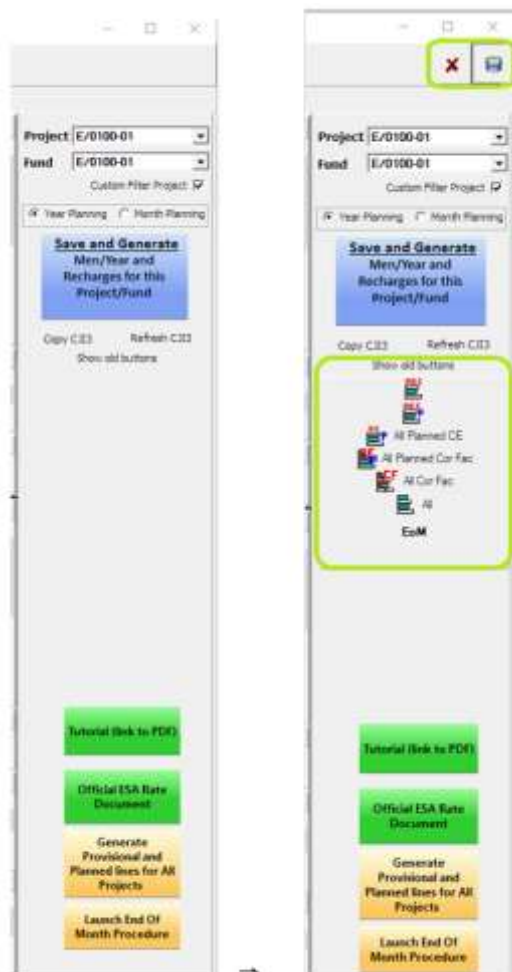 Project E/0100-01
Fund E/0100-01
Custom Filter Project
Year Planning Month Planning
Save and Generate
Men/Year and
Recharges for this
Project/Fund
Copy CJI3 Refresh CJI3
Show old buttons
Tutorial (link to PDF)
Official ESA Rate
Document
Generate
Provisional and
Planned lines for All
Projects
Launch End Of
Month Procedure
Project E/0100-01
Fund E/0100-01
Custom Filter Project
Year Planning Month Planning
Save and Generate
Men/Year and
Recharges for this
Project/Fund
Copy CJI3 Refresh CJI3
Show old buttons
All Planned CE
All Planned Cor Fac
All Cor Fac
All
EoM
Tutorial (link to PDF)
Official ESA Rate
Document
Generate
Provisional and
Planned lines for All
Projects
Launch End Of
Month Procedure